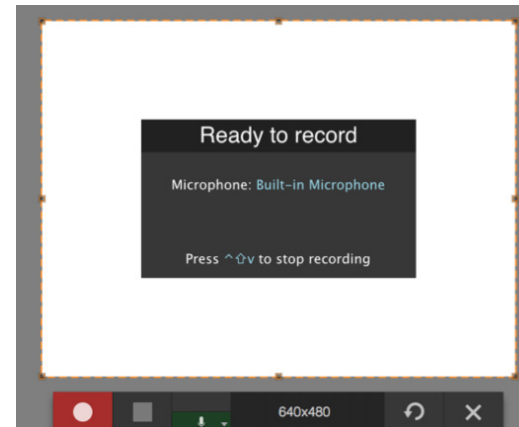 Ready to record
Microphone: Built-in Microphone
Press ^⇧v to stop recording
640x480